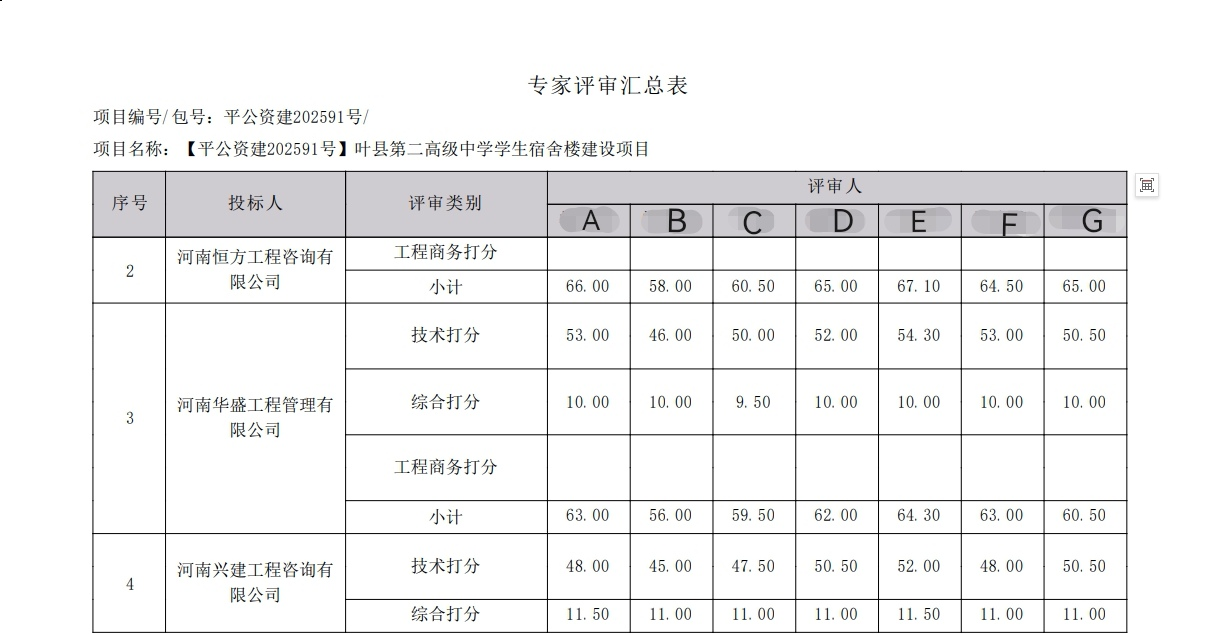 专家评审汇总表
项目编号/包号：平公资建202591号/
项目名称：【平公资建202591号】叶县第二高级中学学生宿舍楼建设项目
序号 投标人 评审类别 评审人
A B C D E F G
2 河南恒方工程咨询有限公司 工程商务打分
小计 66.00 58.00 60.50 65.00 67.10 64.50 65.00
3 河南华盛工程管理有限公司 技术打分 53.00 46.00 50.00 52.00 54.30 53.00 50.50
综合打分 10.00 10.00 9.50 10.00 10.00 10.00 10.00
工程商务打分
小计 63.00 56.00 59.50 62.00 64.30 63.00 60.50
4 河南兴建工程咨询有限公司 技术打分 48.00 45.00 47.50 50.50 52.00 48.00 50.50
综合打分 11.50 11.00 11.00 11.00 11.50 11.00 11.00